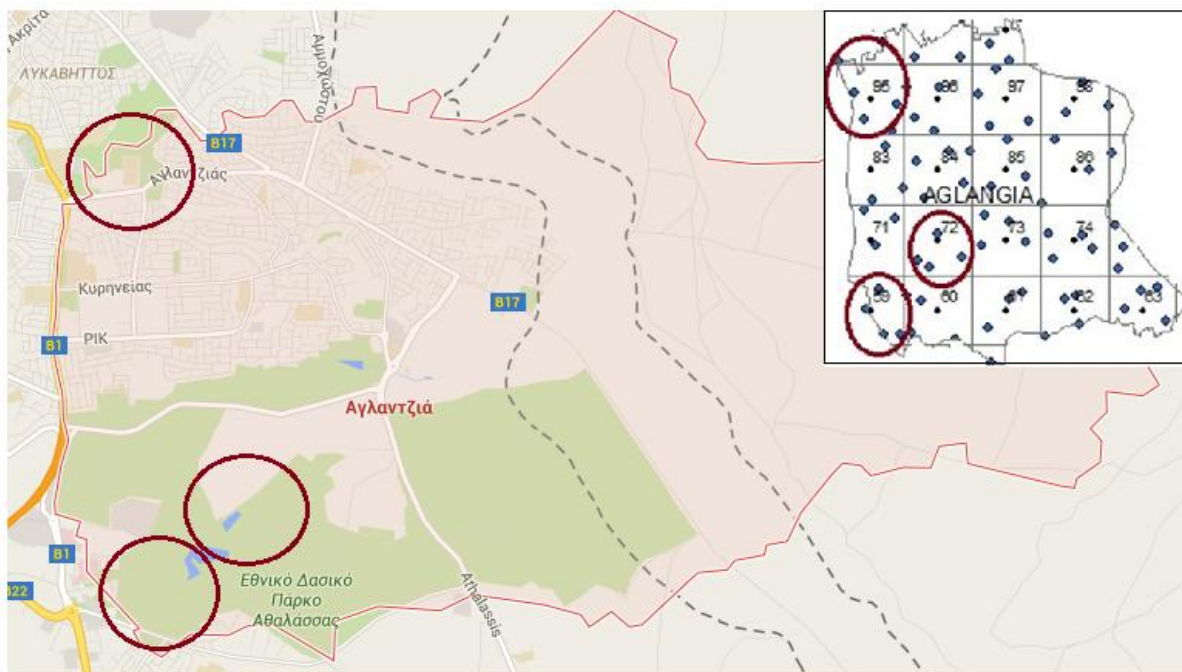 Ακρίτα
ΛΥΚΑΒΗΤΤΟΣ
Αμμοχώστου
B17
Αγλαντζιάς
Κυρηνείας
ΡΙΚ
B1
B17
Αγλαντζιά
B1
B22
Εθνικό Δασικό
Πάρκο
Αθαλάσσας
Athalassis
95 96 97 98
83 84 85 86
AGLANGIA
71 72 73 74
59 60 61 62 63